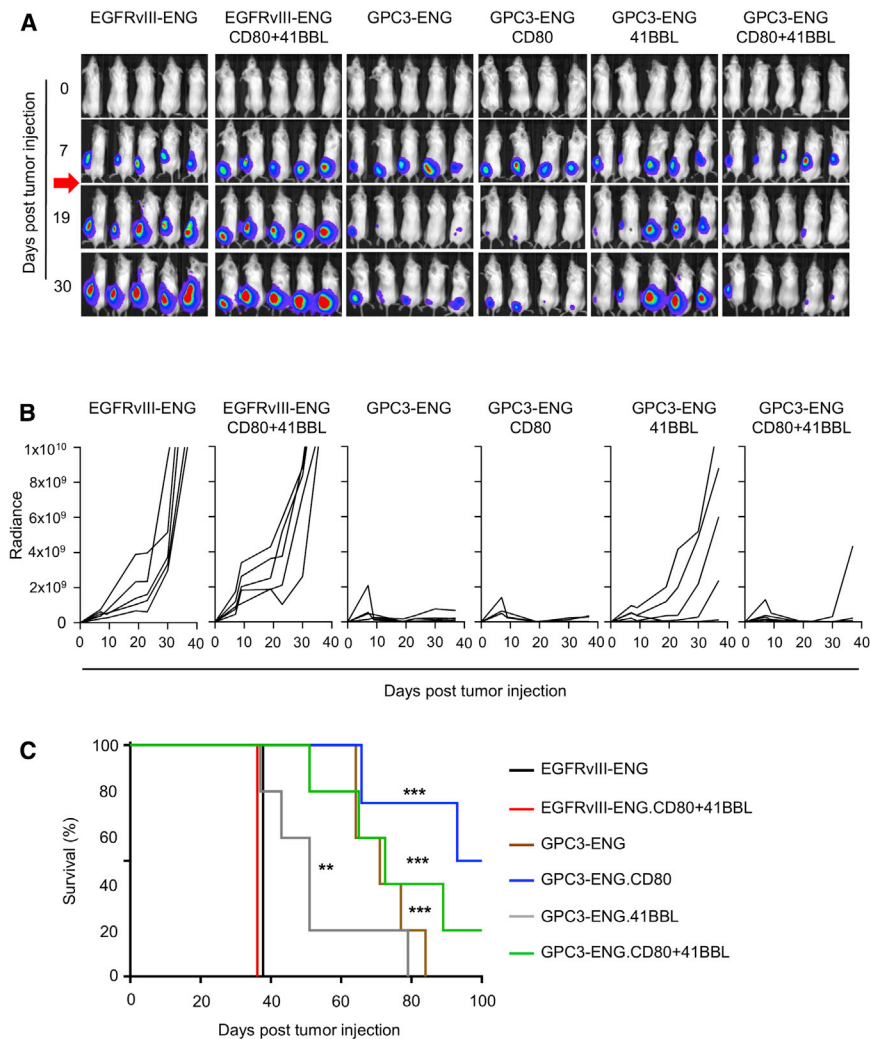 A
EGFRvIII-ENG EGFRvIII-ENG GPC3-ENG GPC3-ENG GPC3-ENG GPC3-ENG
CD80+41BBL CD80 41BBL CD80+41BBL
Days post tumor injection
0
7
19
30
B
EGFRvIII-ENG EGFRvIII-ENG GPC3-ENG GPC3-ENG GPC3-ENG GPC3-ENG
CD80+41BBL CD80 41BBL CD80+41BBL
Radiance
1x10¹⁰
8x10⁹
6x10⁹
4x10⁹
2x10⁹
0
0 10 20 30 40 0 10 20 30 40 0 10 20 30 40 0 10 20 30 40 0 10 20 30 40 0 10 20 30 40
Days post tumor injection
C
Survival (%)
100
80
60
40
20
0
0 20 40 60 80 100
Days post tumor injection
***
**
***
***
EGFRvIII-ENG
EGFRvIII-ENG.CD80+41BBL
GPC3-ENG
GPC3-ENG.CD80
GPC3-ENG.41BBL
GPC3-ENG.CD80+41BBL